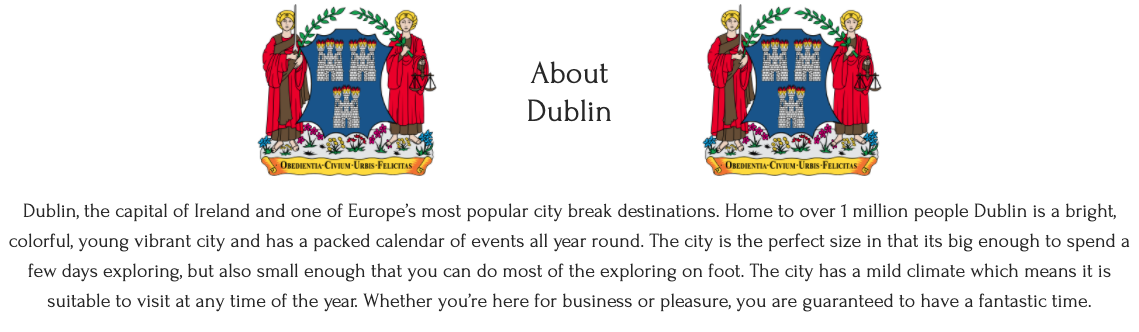 About
Dublin
OBEDIENTIA·CIVIUM·URBIS·FELICITAS
OBEDIENTIA·CIVIUM·URBIS·FELICITAS
Dublin, the capital of Ireland and one of Europe’s most popular city break destinations. Home to over 1 million people Dublin is a bright,
colorful, young vibrant city and has a packed calendar of events all year round. The city is the perfect size in that its big enough to spend a
few days exploring, but also small enough that you can do most of the exploring on foot. The city has a mild climate which means it is
suitable to visit at any time of the year. Whether you’re here for business or pleasure, you are guaranteed to have a fantastic time.